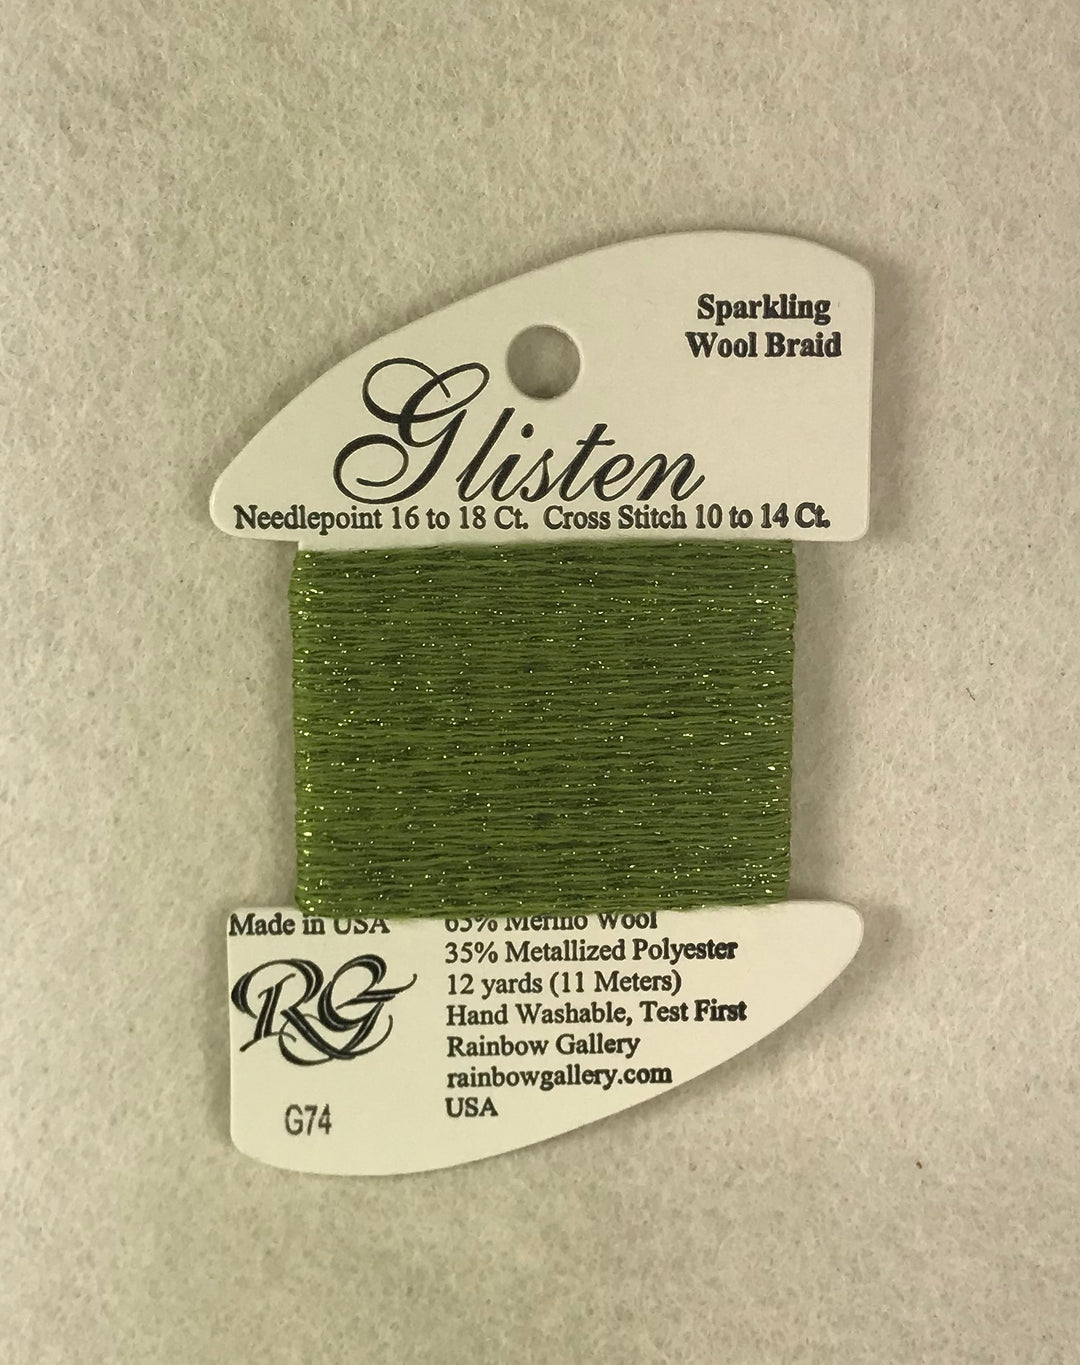 Sparkling
Wool Braid
Glisten
Needlepoint 16 to 18 Ct. Cross Stitch 10 to 14 Ct.
Made in USA
65% Merino Wool
35% Metallized Polyester
12 yards (11 Meters)
Hand Washable, Test First
Rainbow Gallery
rainbowgallery.com
USA
RG
G74